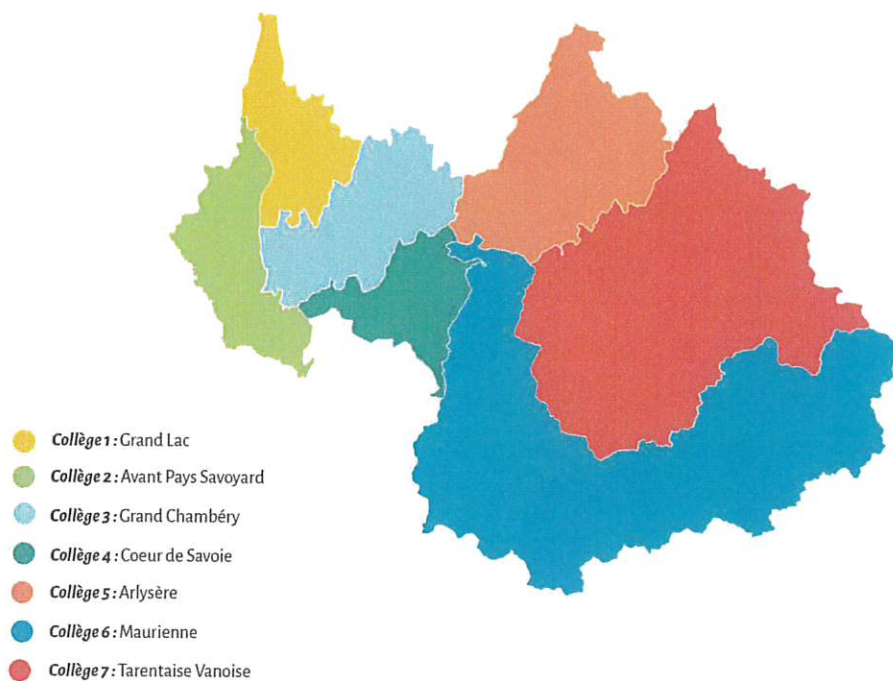 Collège 1 : Grand Lac
Collège 2 : Avant Pays Savoyard
Collège 3 : Grand Chambéry
Collège 4 : Coeur de Savoie
Collège 5 : Arlysère
Collège 6 : Maurienne
Collège 7 : Tarentaise Vanoise